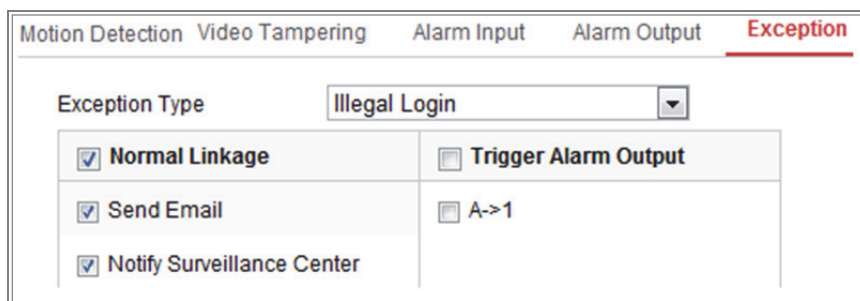 Motion Detection Video Tampering Alarm Input Alarm Output Exception
Exception Type Illegal Login
Normal Linkage Trigger Alarm Output
Send Email A->1
Notify Surveillance Center